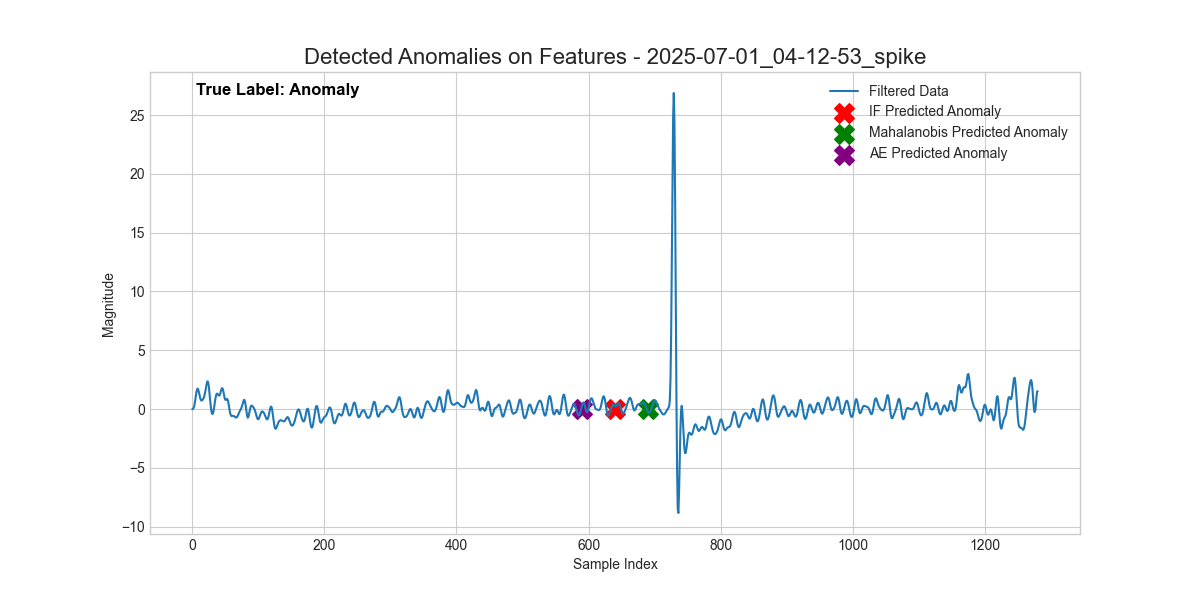 Detected Anomalies on Features - 2025-07-01_04-12-53_spike
True Label: Anomaly
Filtered Data
IF Predicted Anomaly
Mahalanobis Predicted Anomaly
AE Predicted Anomaly
Magnitude
25
20
15
10
5
0
−5
−10
0 200 400 600 800 1000 1200
Sample Index